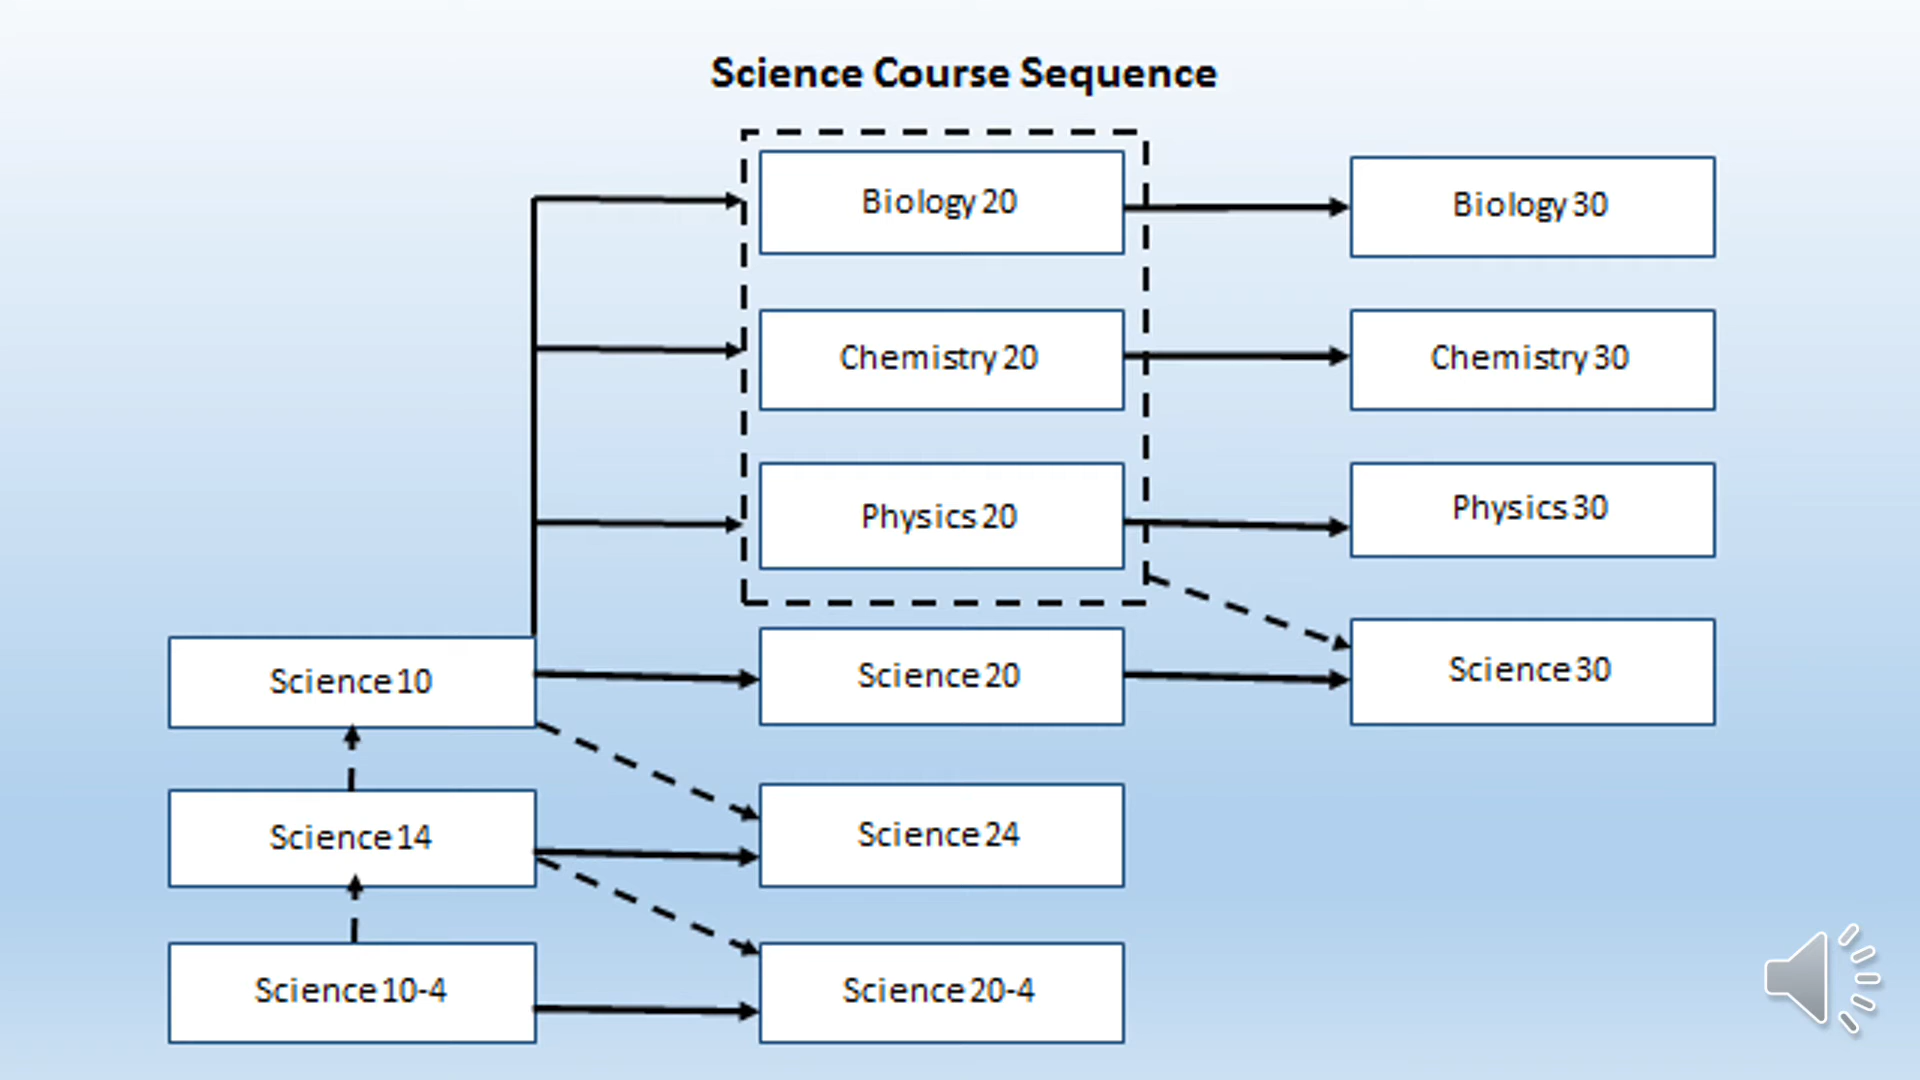 Science Course Sequence
Biology 20
Biology 30
Chemistry 20
Chemistry 30
Physics 20
Physics 30
Science 10
Science 20
Science 30
Science 14
Science 24
Science 10-4
Science 20-4